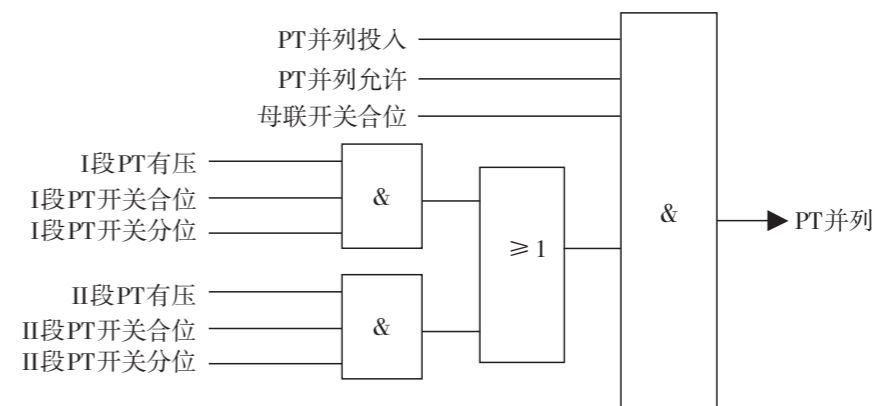 PT并列投入
PT并列允许
母联开关合位
I段PT有压
I段PT开关合位
I段PT开关分位
&
II段PT有压
II段PT开关合位
II段PT开关分位
&
≥1
&
PT并列